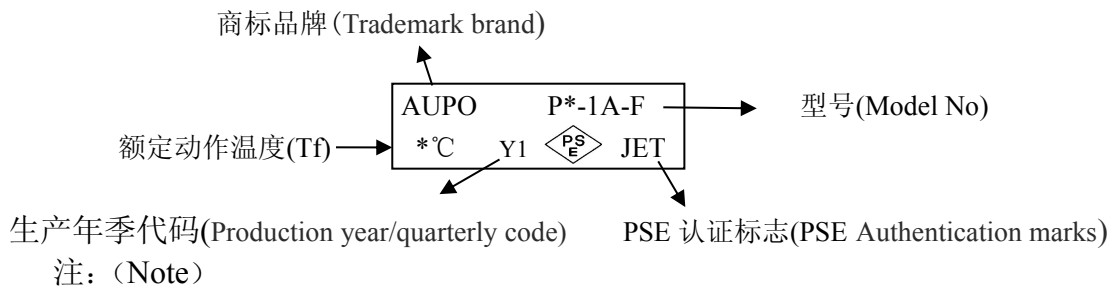 商标品牌(Trademark brand)
AUPO P*-1A-F
型号(Model No)
额定动作温度(Tf)
*℃ Y1 PSE JET
生产年季代码(Production year/quarterly code) PSE 认证标志(PSE Authentication marks)
注:(Note)